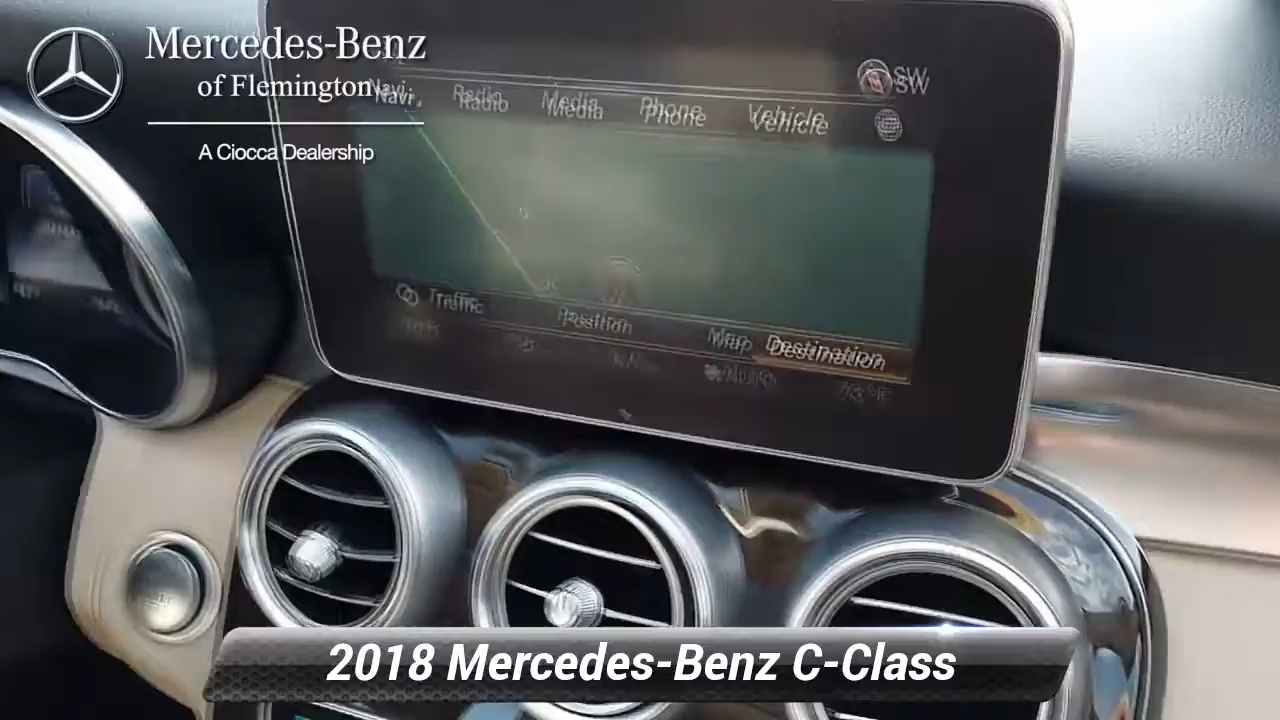 Mercedes-Benz
of Flemington
A Ciocca Dealership
Navi Radio Media Phone Vehicle SW
Traffic Position Map Destination
2018 Mercedes-Benz C-Class